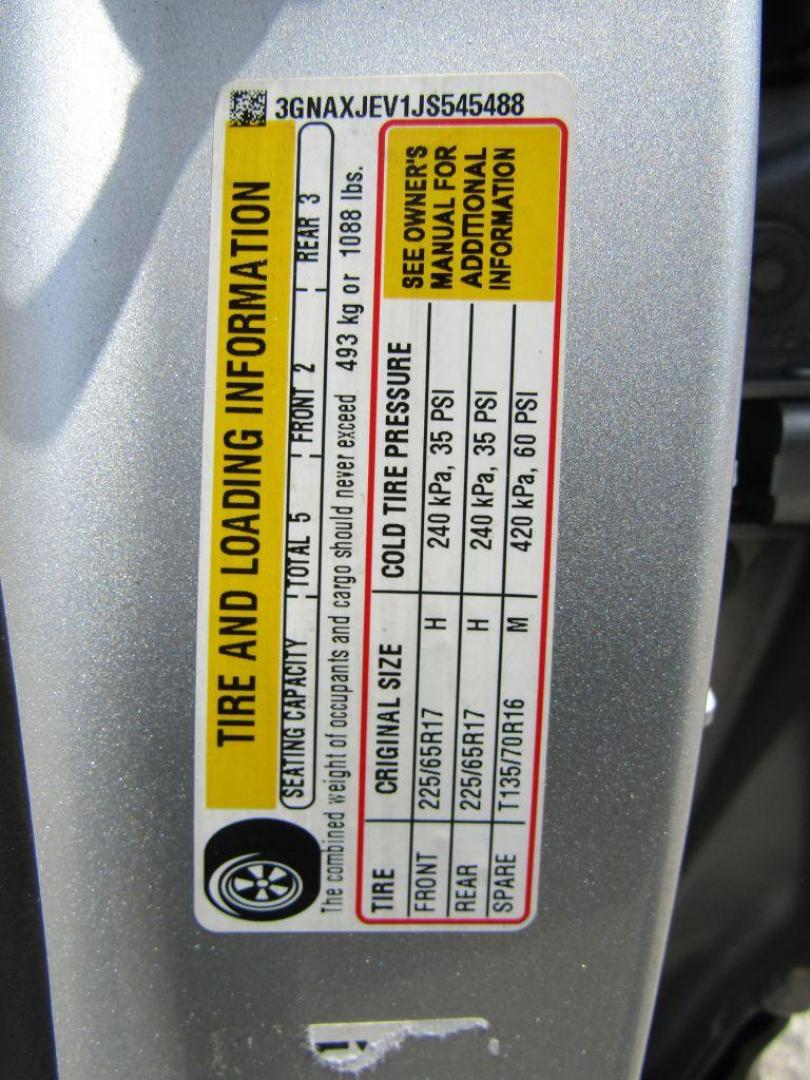 3GNAXJEV1JS545488
TIRE AND LOADING INFORMATION
SEATING CAPACITY TOTAL 5 FRONT 2 REAR 3
The combined weight of occupants and cargo should never exceed 493 kg or 1088 lbs.
TIRE CRIGINAL SIZE COLD TIRE PRESSURE
FRONT 225/65R17 H 240 kPa, 35 PSI
REAR 225/65R17 H 240 kPa, 35 PSI
SPARE T135/70R16 M 420 kPa, 60 PSI
SEE OWNER'S
MANUAL FOR
ADDITIONAL
INFORMATION